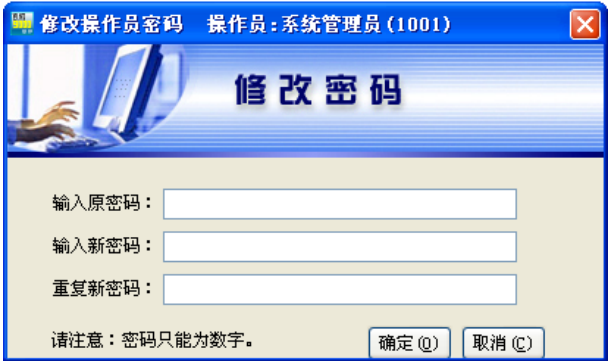 修改操作员密码 操作员:系统管理员(1001)
修改密码
输入原密码：
输入新密码：
重复新密码：
请注意：密码只能为数字。
确定(O) 取消(C)